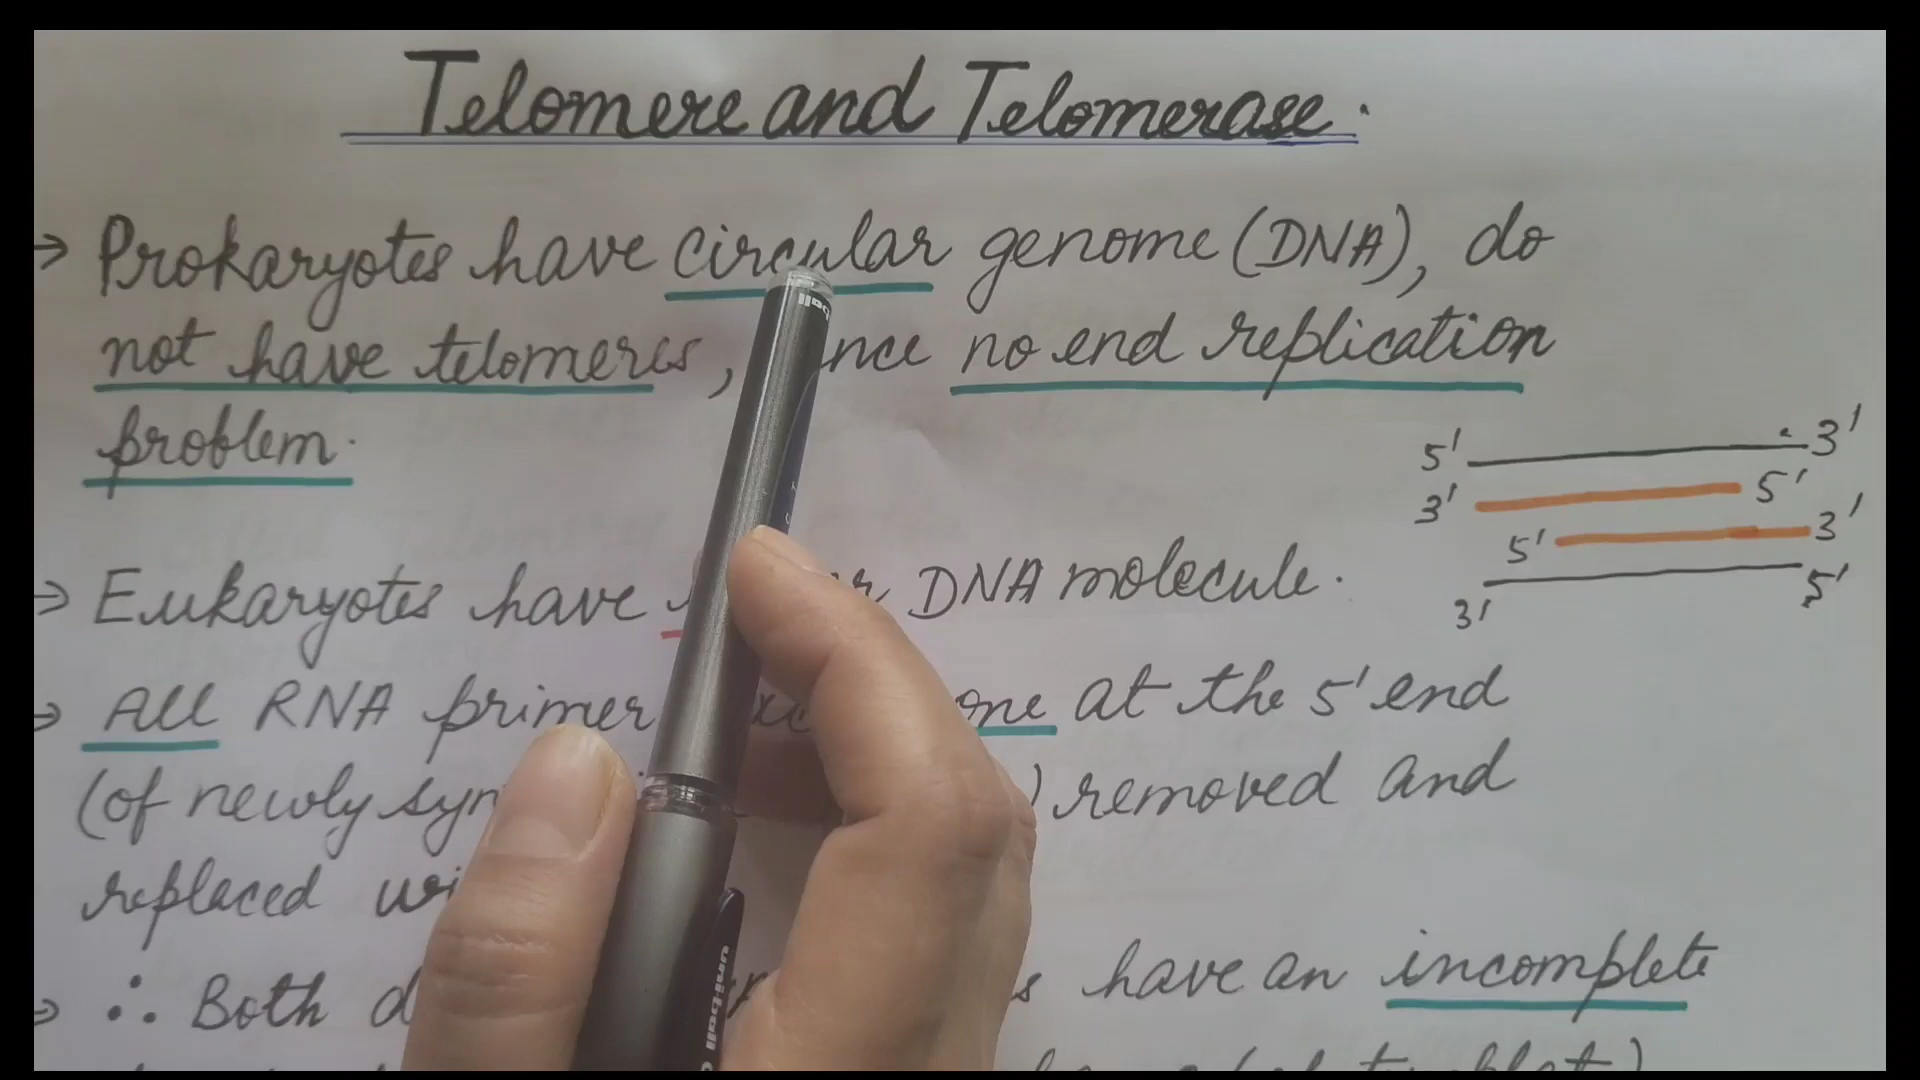 Telomere and Telomerase.
→ Prokaryotes have circular genome (DNA), do
not have telomeres, no end replication
problem.
5' 3'
3' 5'
5' 3'
3' 5'
→ Eukaryotes have DNA molecule.
→ All RNA primer one at the 5' end
(of newly removed and
replaced
→ ∴ Both have an incomplete
uniball